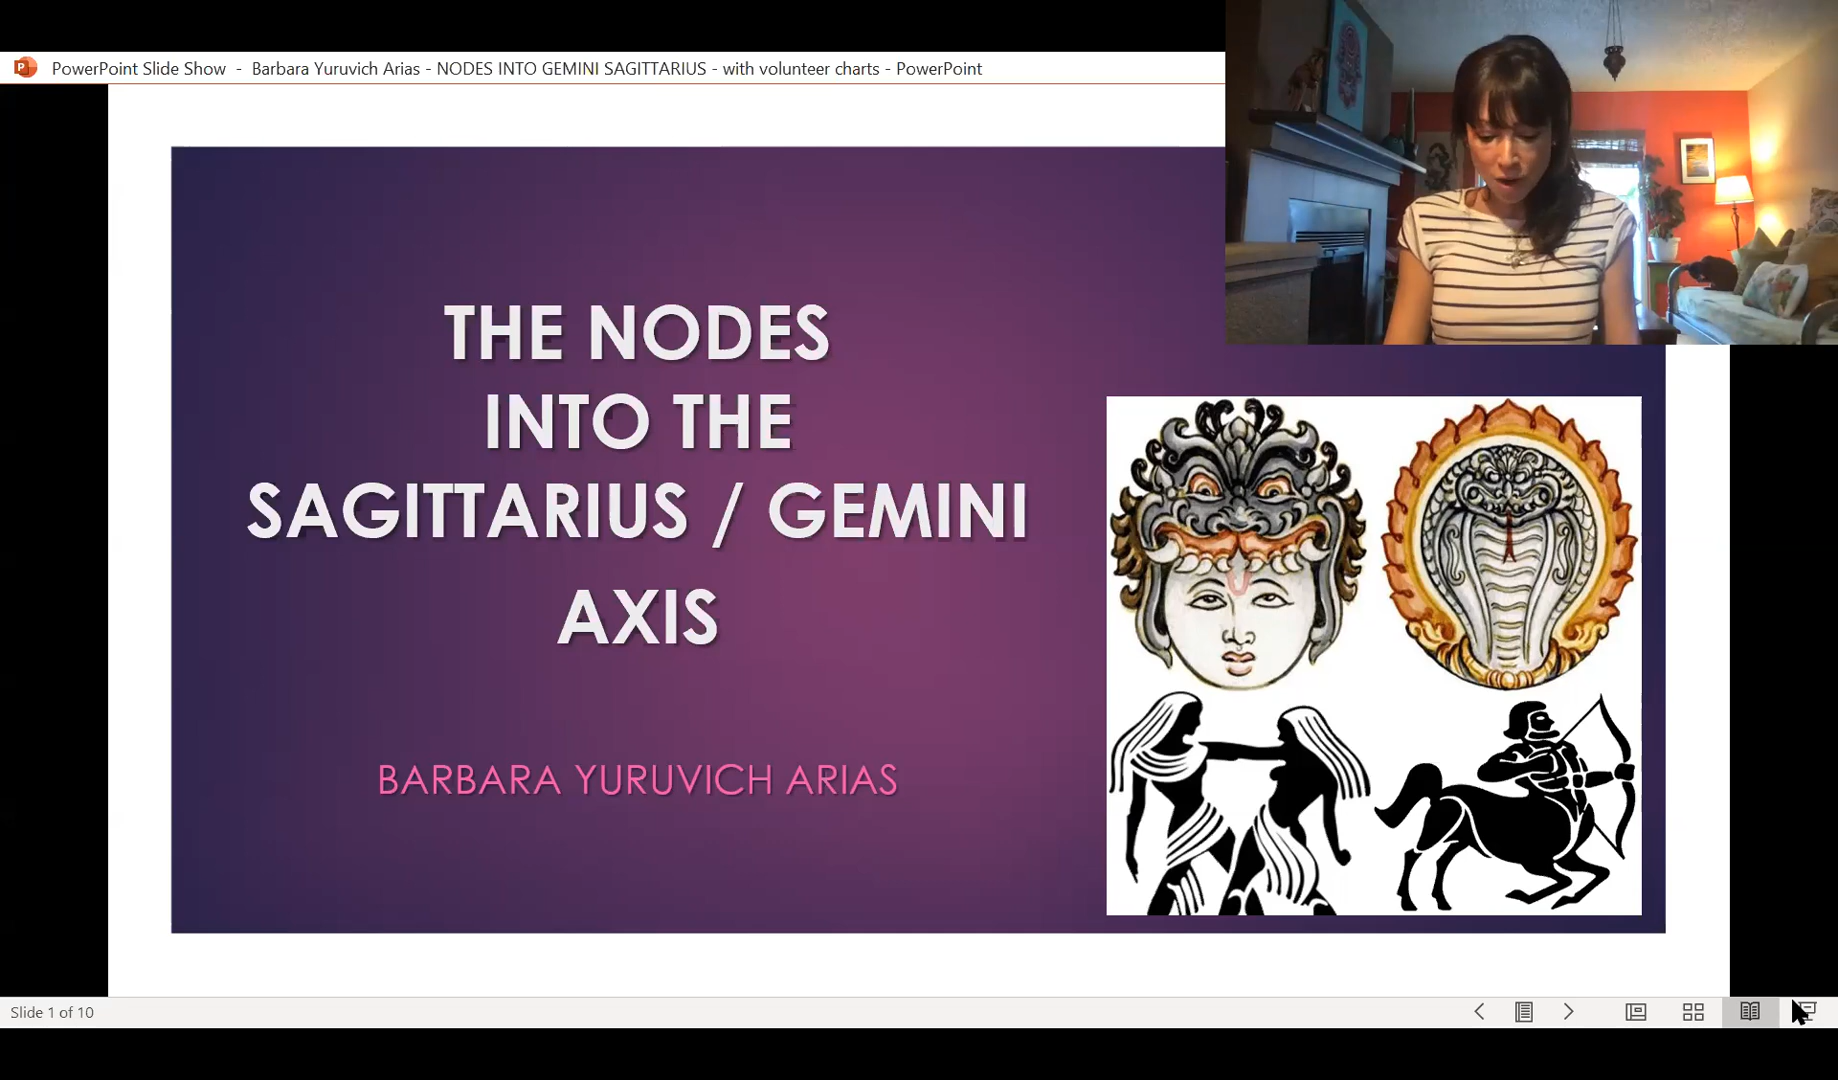 PowerPoint Slide Show - Barbara Yuruvich Arias - NODES INTO GEMINI SAGITTARIUS - with volunteer charts - PowerPoint
THE NODES
INTO THE
SAGITTARIUS / GEMINI
AXIS
BARBARA YURUVICH ARIAS
Slide 1 of 10